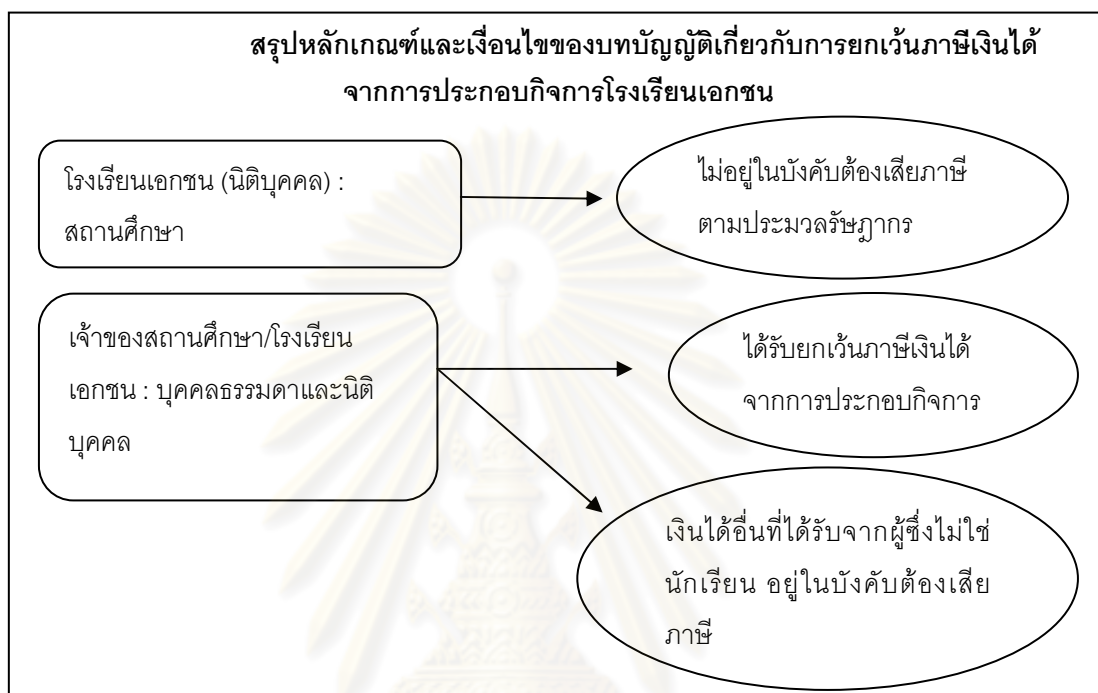 สรุปหลักเกณฑ์และเงื่อนไขของบทบัญญัติเกี่ยวกับการยกเว้นภาษีเงินได้
จากการประกอบกิจการโรงเรียนเอกชน
โรงเรียนเอกชน (นิติบุคคล) :
สถานศึกษา
ไม่อยู่ในบังคับต้องเสียภาษี
ตามประมวลรัษฎากร
เจ้าของสถานศึกษา/โรงเรียน
เอกชน : บุคคลธรรมดาและนิติ
บุคคล
ได้รับยกเว้นภาษีเงินได้
จากการประกอบกิจการ
เงินได้อื่นที่ได้รับจากผู้ซึ่งไม่ใช่
นักเรียน อยู่ในบังคับต้องเสีย
ภาษี